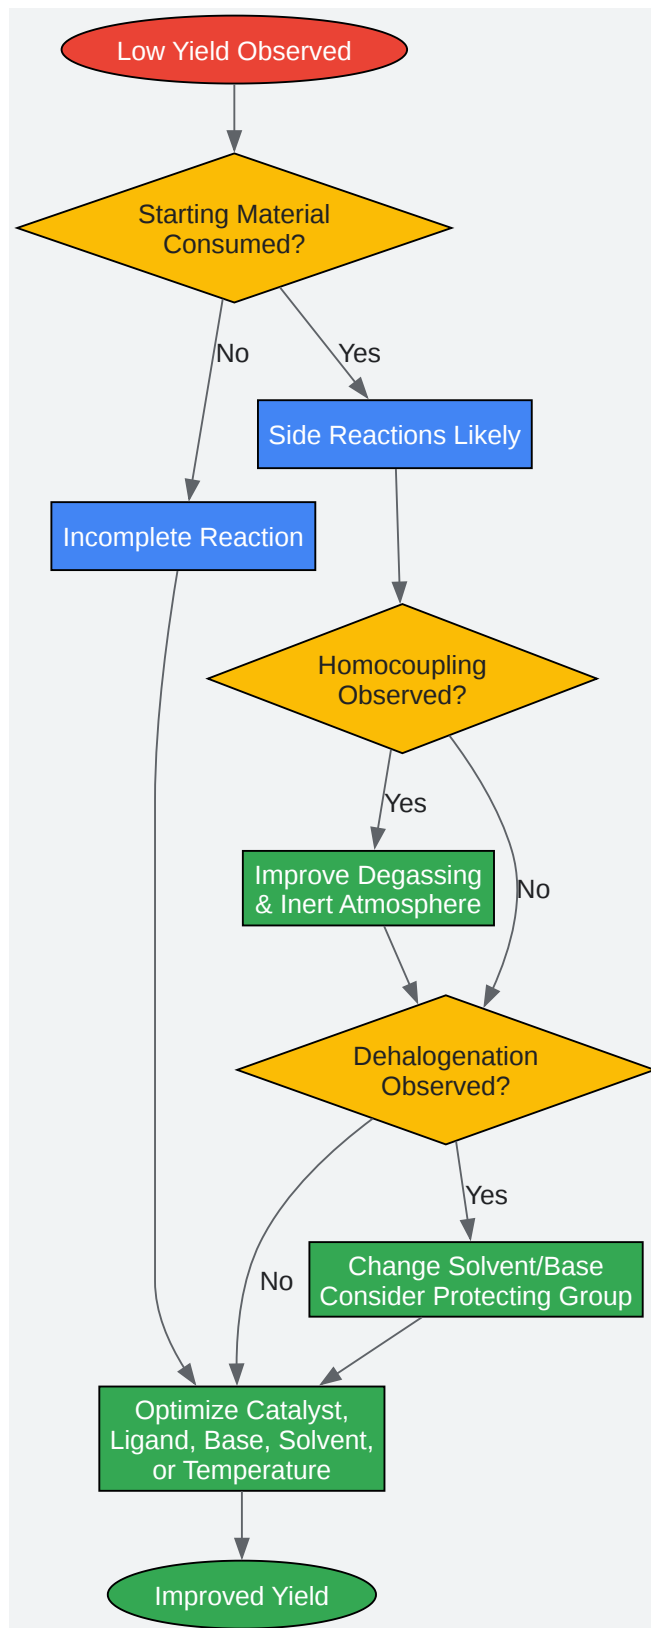 Low Yield Observed
Starting Material
Consumed?
No
Yes
Side Reactions Likely
Incomplete Reaction
Homocoupling
Observed?
Yes
Improve Degassing
& Inert Atmosphere
No
Dehalogenation
Observed?
Yes
Change Solvent/Base
Consider Protecting Group
No
Optimize Catalyst,
Ligand, Base, Solvent,
or Temperature
Improved Yield